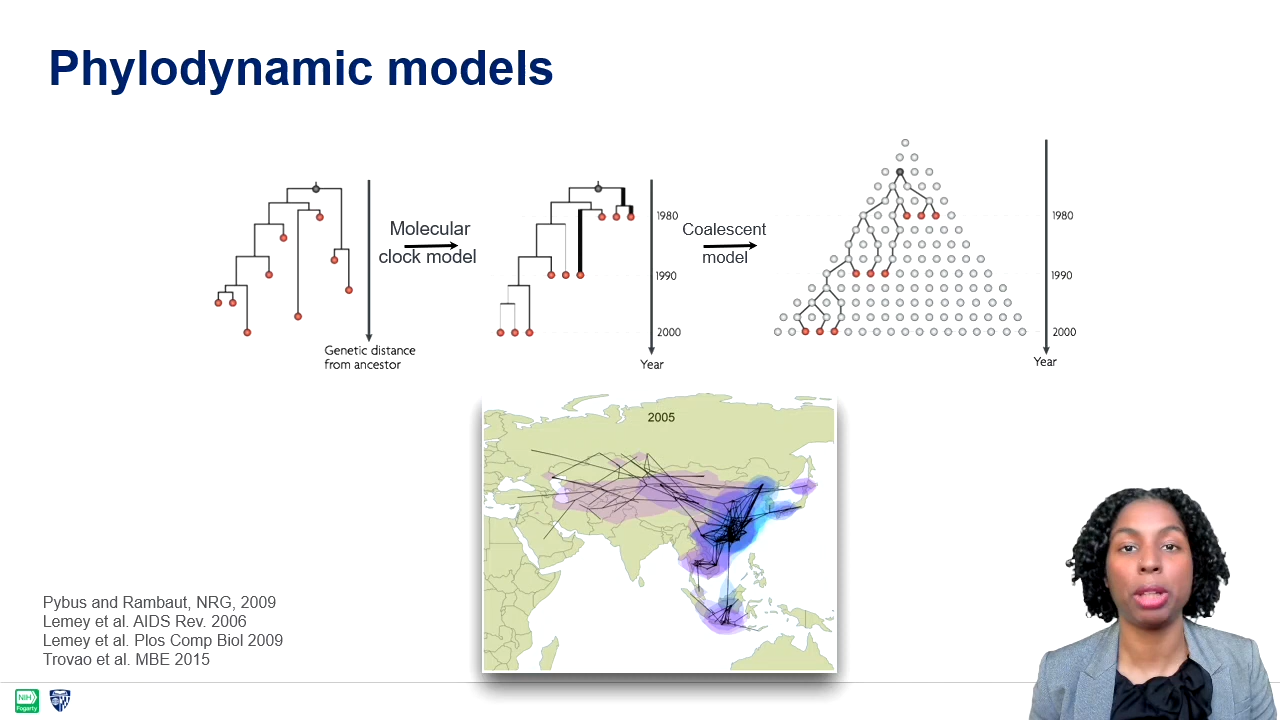 Phylodynamic models
Molecular
clock model
Genetic distance
from ancestor
1980
1990
2000
Year
Coalescent
model
1980
1990
2000
Year
2005
Pybus and Rambaut, NRG, 2009
Lemey et al. AIDS Rev. 2006
Lemey et al. Plos Comp Biol 2009
Trovao et al. MBE 2015
NIH
Fogarty